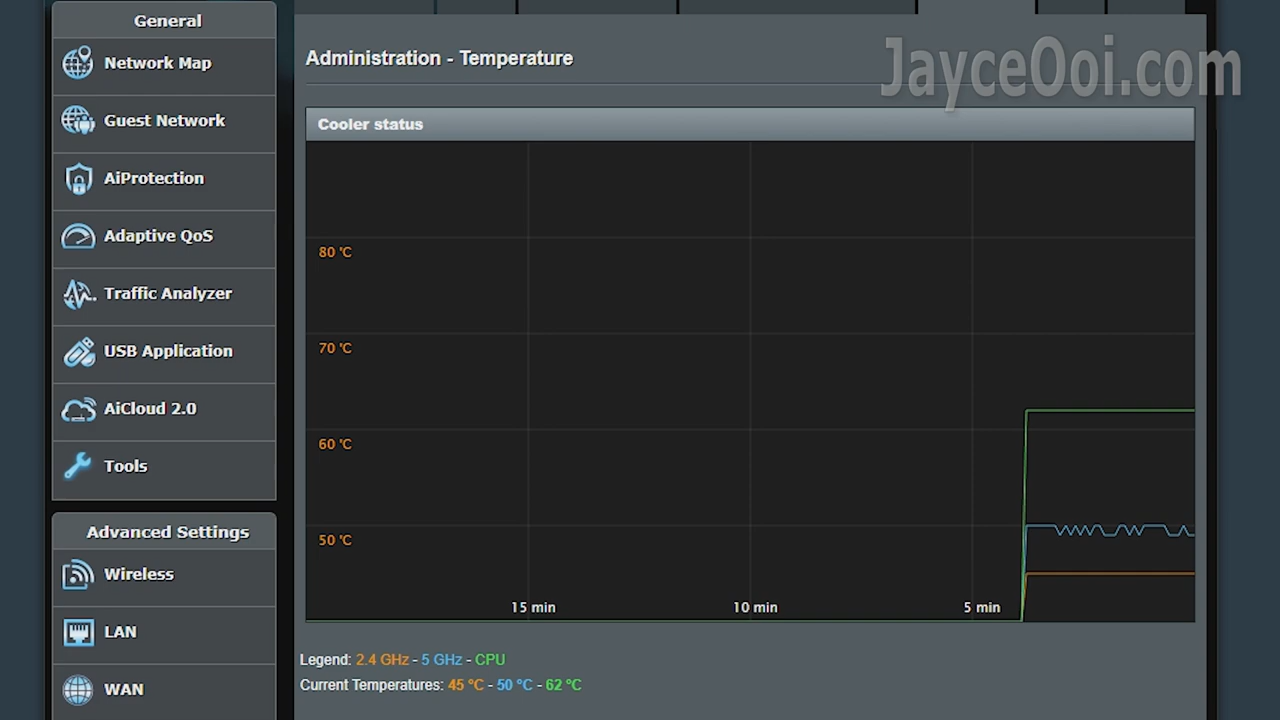 General
Network Map
Guest Network
AiProtection
Adaptive QoS
Traffic Analyzer
USB Application
AiCloud 2.0
Tools
Advanced Settings
Wireless
LAN
WAN
JayceOoi.com
Administration - Temperature
Cooler status
80 'C
70 'C
60 'C
50 'C
15 min 10 min 5 min
Legend: 2.4 GHz - 5 GHz - CPU
Current Temperatures: 45 °C - 50 °C - 62 °C